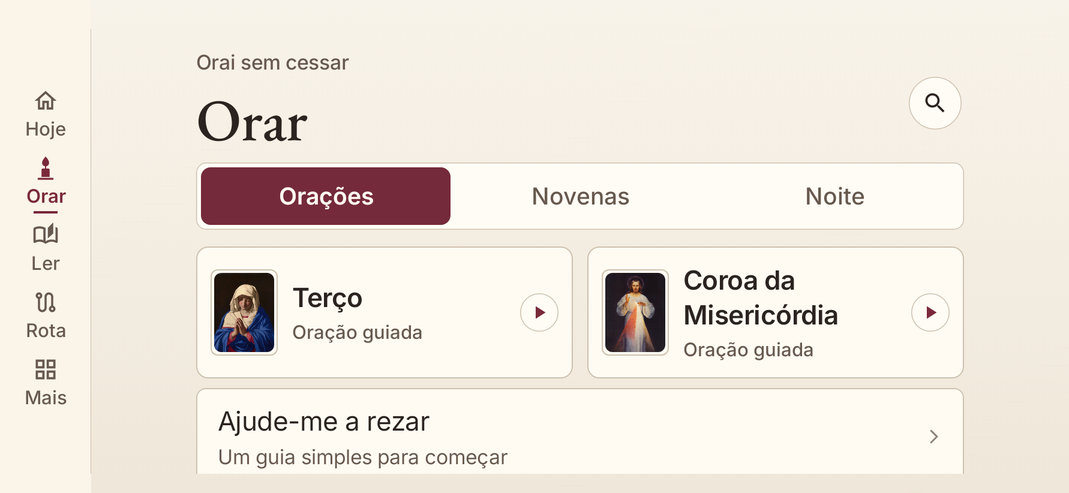 Hoje
Orar
Ler
Rota
Mais
Orai sem cessar
Orar
Orações
Novenas
Noite
Terço
Oração guiada
Coroa da
Misericórdia
Oração guiada
Ajude-me a rezar
Um guia simples para começar